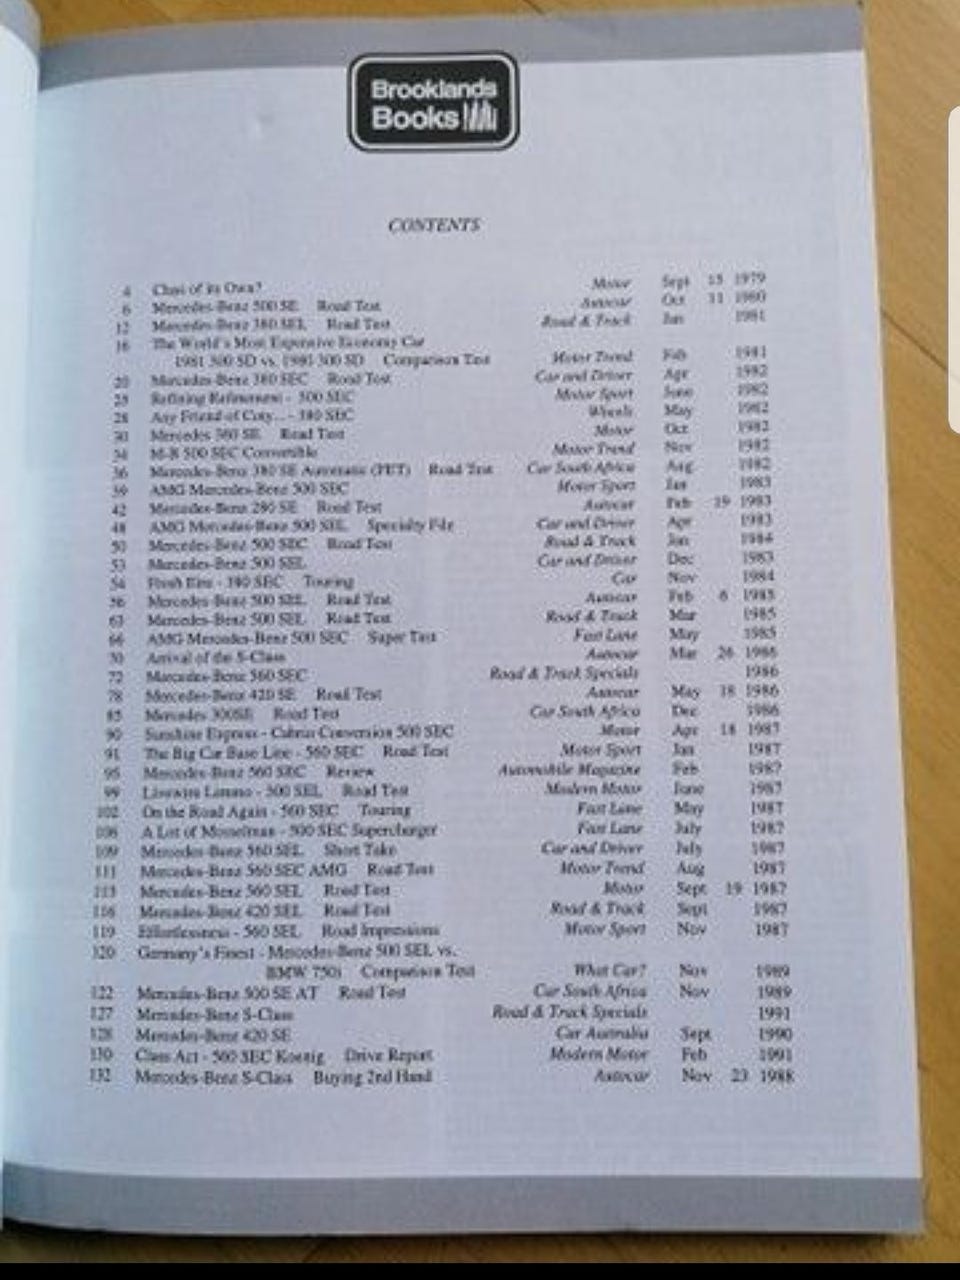 Brooklands
Books
CONTENTS
4 Class of its Own? Motor Sept 15 1979
6 Mercedes-Benz 500 SE Road Test Autocar Oct 11 1980
12 Mercedes-Benz 380 SEL Road Test Road & Track Jan 1981
16 The World's Most Expensive Economy Car
1981 300 SD vs. 1980 300 SD Comparison Test Motor Trend Feb 1981
20 Mercedes-Benz 380 SEC Road Test Car and Driver Apr 1982
25 Refining Refinement - 500 SEC Motor Sport June 1982
28 Any Friend of Cosy... - 380 SEC Wheels May 1982
30 Mercedes SE Road Test Motor Oct 1982
34 M-B 500 SEC Convertible Motor Trend Nov 1982
36 Mercedes-Benz 380 SE Automatic (FET) Road Test Car South Africa Aug 1982
39 AMG Mercedes-Benz 500 SEC Motor Sport Jan 1983
42 Mercedes-Benz 280 SE Road Test Autocar Feb 19 1983
48 AMG Mercedes-Benz 500 SEL Specialty File Car and Driver Apr 1983
50 Mercedes-Benz 500 SEC Road Test Road & Track Jan 1984
53 Mercedes-Benz 500 SEL Car and Driver Dec 1983
54 - 380 SEC Touring Car Nov 1984
56 Mercedes-Benz 500 SEL Road Test Autocar Feb 6 1985
63 Mercedes-Benz 500 SEL Road Test Road & Track Mar 1985
66 AMG Mercedes-Benz 500 SEC Super Test Fast Lane May 1985
70 Arrival of the S-Class Autocar Mar 26 1986
72 Mercedes-Benz 560 SEC Road & Track Specials 1986
78 Mercedes-Benz 420 SE Road Test Autocar May 18 1986
85 Mercedes 300SE Road Test Car South Africa Dec 1986
90 Sunshine Express - Cabrio Conversion 500 SEC Motor Apr 18 1987
91 The Big Car Base Line - 560 SEC Road Test Motor Sport Jan 1987
95 Mercedes-Benz 560 SEC Review Automobile Magazine Feb 1987
99 Livewire Limmo - 500 SEL Road Test Modern Motor June 1987
102 On the Road Again - 560 SEC Touring Fast Lane May 1987
106 A Lot of Mosselman - 500 SEC Supercharger Fast Lane July 1987
109 Mercedes-Benz 560 SEL Short Take Car and Driver July 1987
111 Mercedes-Benz 560 SEC AMG Road Test Motor Trend Aug 1987
113 Mercedes-Benz 560 SEL Road Test Motor Sept 19 1987
116 Mercedes-Benz 420 SEL Road Test Road & Track Sept 1987
119 Effortlessness - 560 SEL Road Impressions Motor Sport Nov 1987
120 Germany's Finest - Mercedes-Benz 500 SEL vs.
BMW 750i Comparison Test What Car? Nov 1989
122 Mercedes-Benz 500 SE AT Road Test Car South Africa Nov 1989
127 Mercedes-Benz S-Class Road & Track Specials 1991
128 Mercedes-Benz 420 SE Car Australia Sept 1990
130 Class Act - 560 SEC Koenig Drive Report Modern Motor Feb 1991
132 Mercedes-Benz S-Class Buying 2nd Hand Autocar Nov 23 1988